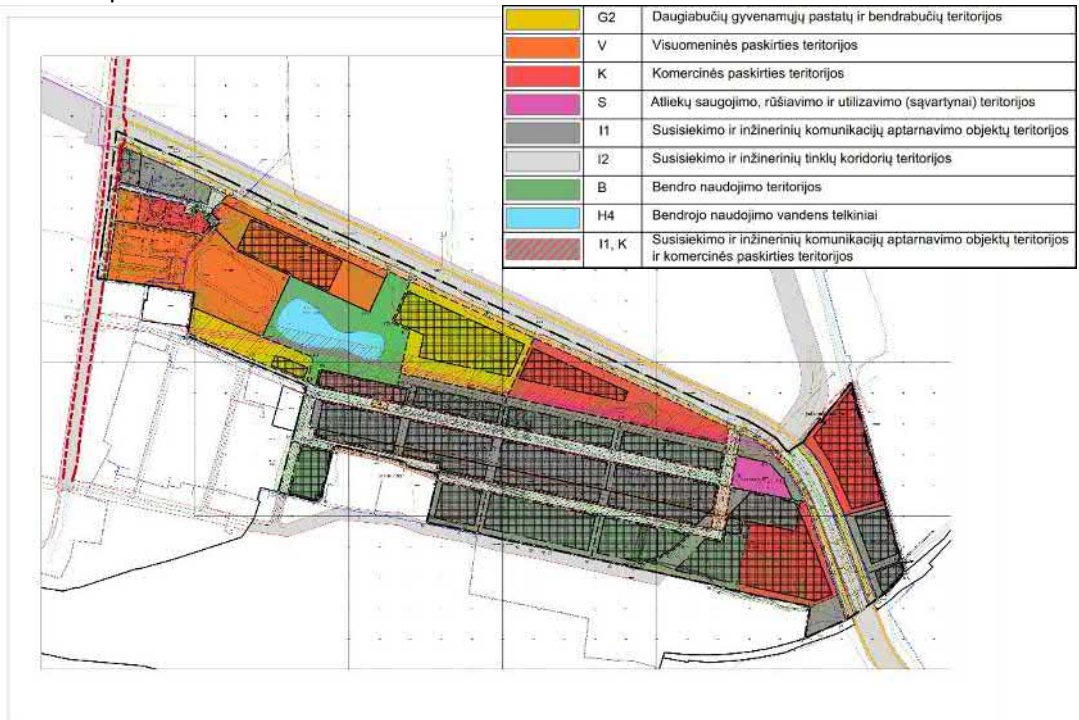 G2 Daugiabučių gyvenamųjų pastatų ir bendrabučių teritorijos
V Visuomeninės paskirties teritorijos
K Komercinės paskirties teritorijos
S Atliekų saugojimo, rūšiavimo ir utilizavimo (sąvartynai) teritorijos
I1 Susisiekimo ir inžinerinių komunikacijų aptarnavimo objektų teritorijos
I2 Susisiekimo ir inžinerinių tinklų koridorių teritorijos
B Bendro naudojimo teritorijos
H4 Bendrojo naudojimo vandens telkiniai
I1, K Susisiekimo ir inžinerinių komunikacijų aptarnavimo objektų teritorijos
ir komercinės paskirties teritorijos